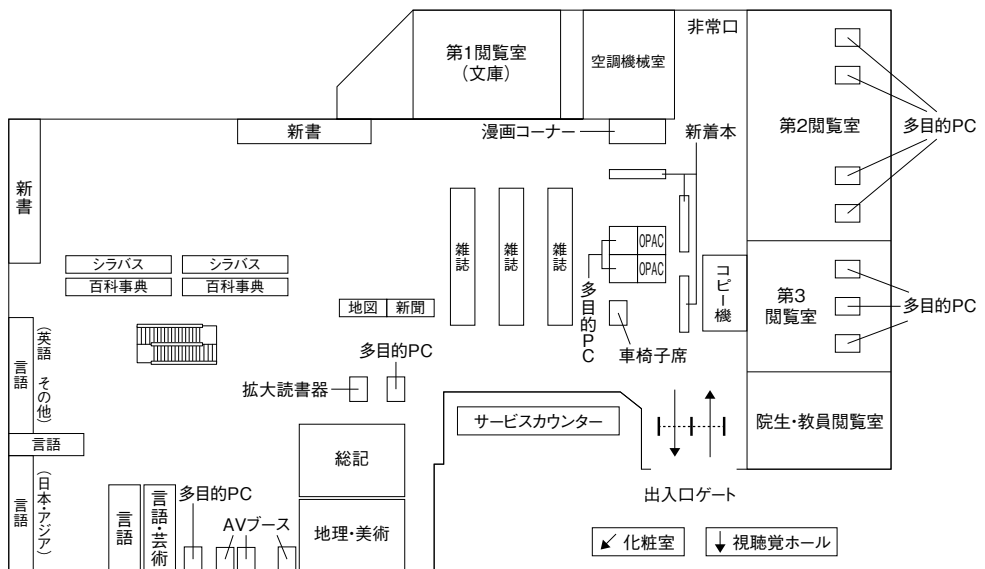 非常口
第1閲覧室
(文庫)
空調機械室
第2閲覧室
多目的PC
新書
漫画コーナー
新着本
新書
雑誌
雑誌
雑誌
OPAC
OPAC
多目的PC
シラバス
シラバス
百科事典
百科事典
地図
新聞
コピー機
第3
閲覧室
多目的PC
車椅子席
多目的PC
拡大読書器
言語
(英語 その他)
サービスカウンター
院生・教員閲覧室
言語
総記
言語
(日本・アジア)
言語
言語・芸術
多目的PC
AVブース
地理・美術
出入口ゲート
↙ 化粧室
↓ 視聴覚ホール